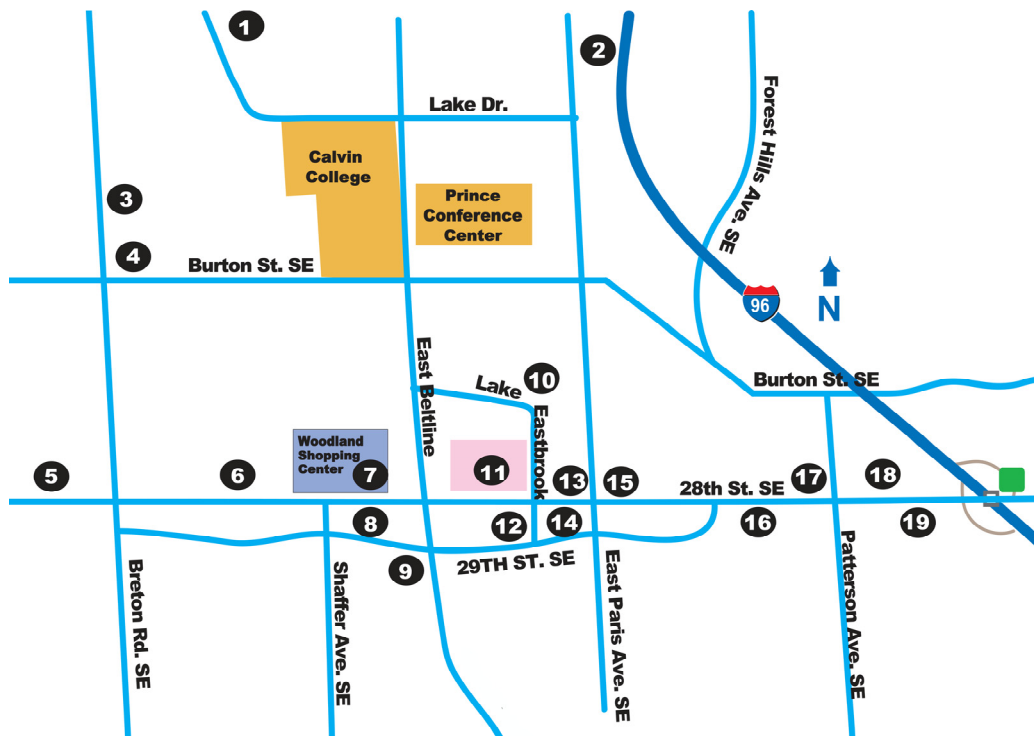 1
2
Lake Dr.
Forest Hills Ave. SE
Calvin
College
Prince
Conference
Center
3
4
Burton St. SE
96
N
East Beltline
Lake
10
Burton St. SE
Eastbrook
Woodland
Shopping
Center
5
6
7
11
13
15
28th St. SE
17
18
8
12
14
16
19
9
29TH ST. SE
Breton Rd. SE
Shaffer Ave. SE
East Paris Ave. SE
Patterson Ave. SE